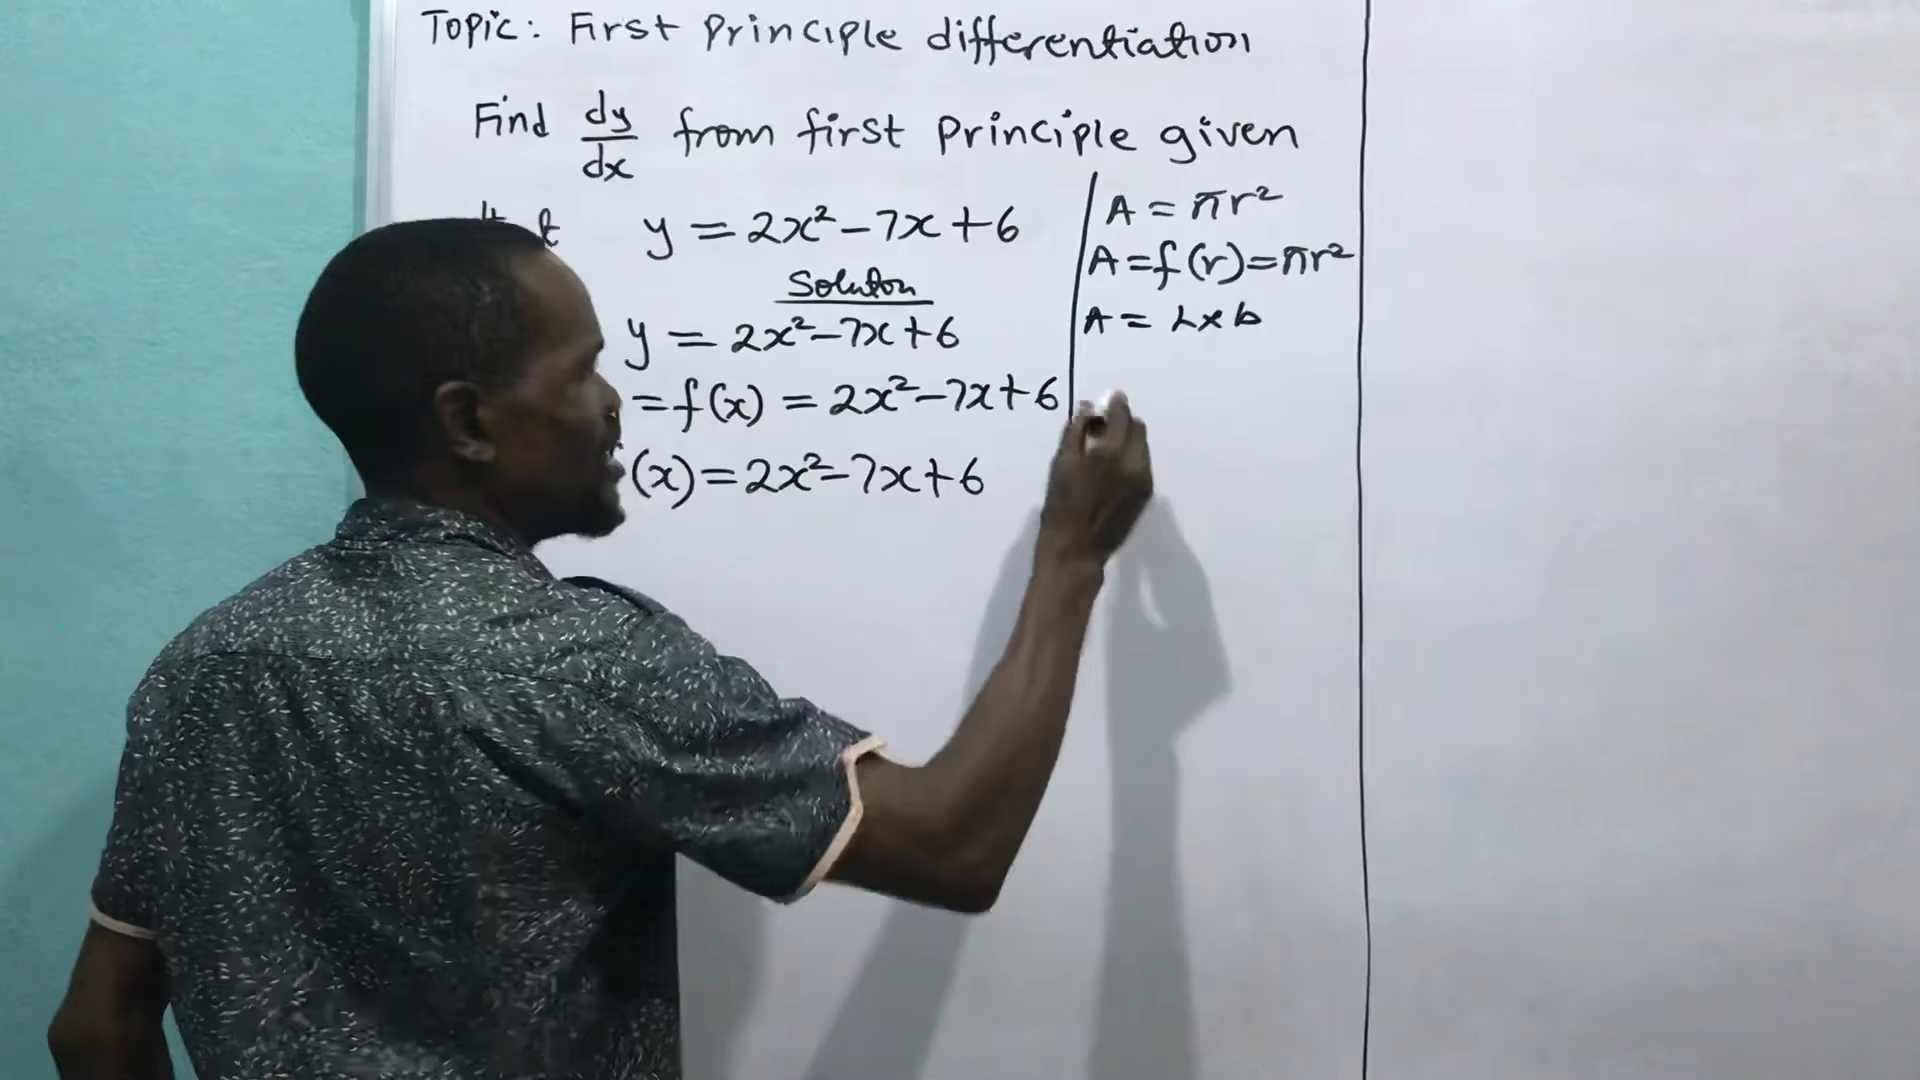 Topic: First Principle differentiation
Find dy/dx from first principle given
y = 2x² - 7x + 6
Soluton
y = 2x² - 7x + 6
= f(x) = 2x² - 7x + 6
(x) = 2x² - 7x + 6
A = πr²
A = f(r) = πr²
A = L x b